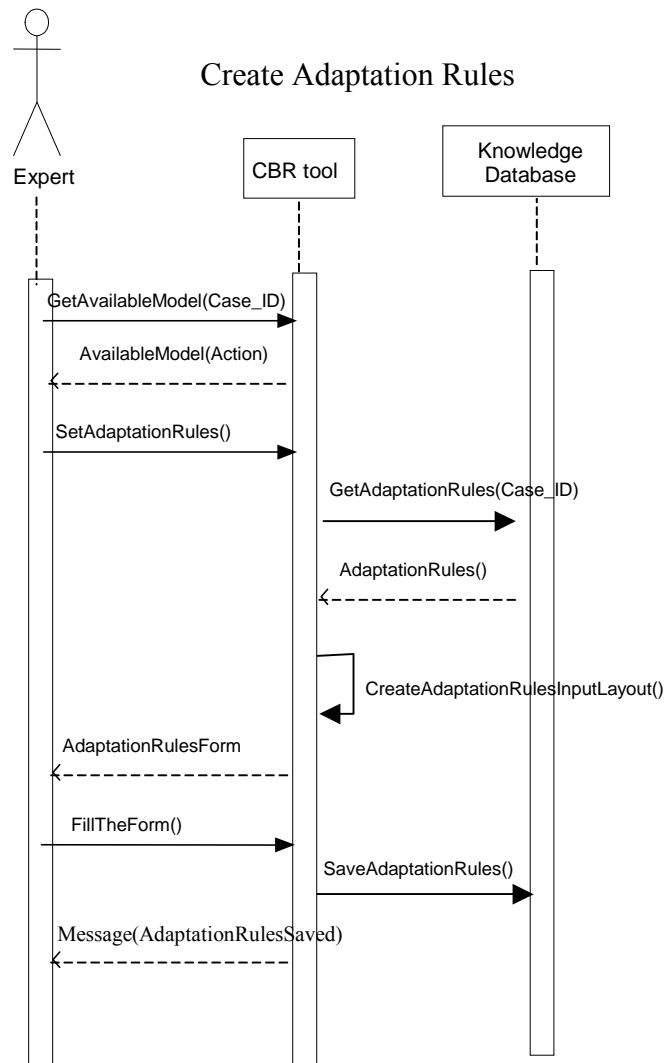 Create Adaptation Rules
Expert
CBR tool
Knowledge
Database
GetAvailableModel(Case_ID)
AvailableModel(Action)
SetAdaptationRules()
GetAdaptationRules(Case_ID)
AdaptationRules()
CreateAdaptationRulesInputLayout()
AdaptationRulesForm
FillTheForm()
SaveAdaptationRules()
Message(AdaptationRulesSaved)